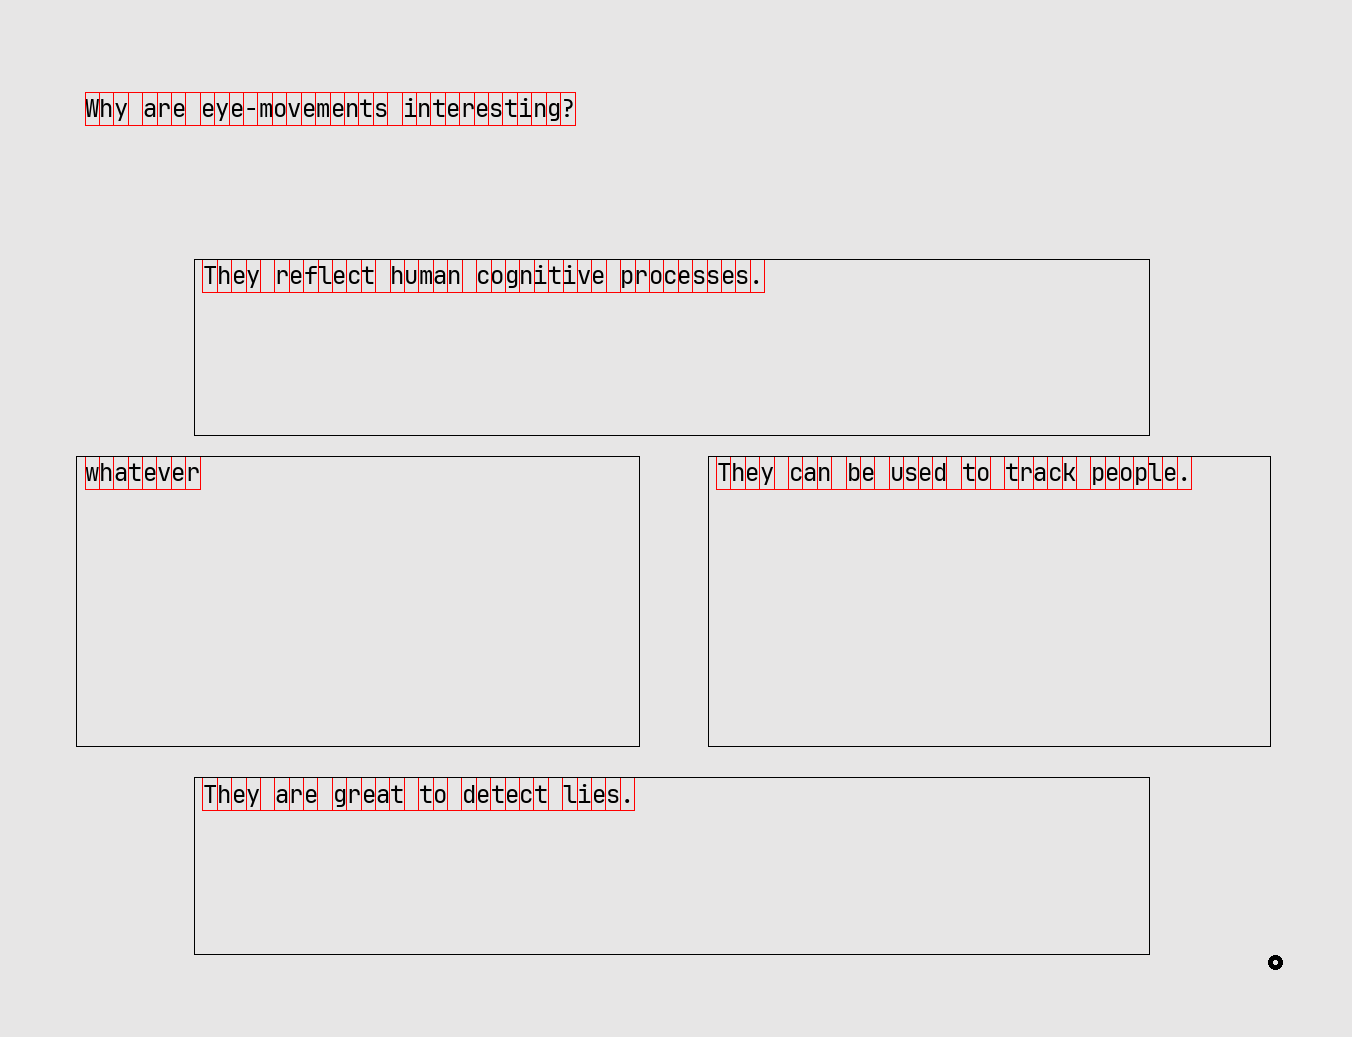 Why are eye-movements interesting?
They reflect human cognitive processes.
whatever
They can be used to track people.
They are great to detect lies.